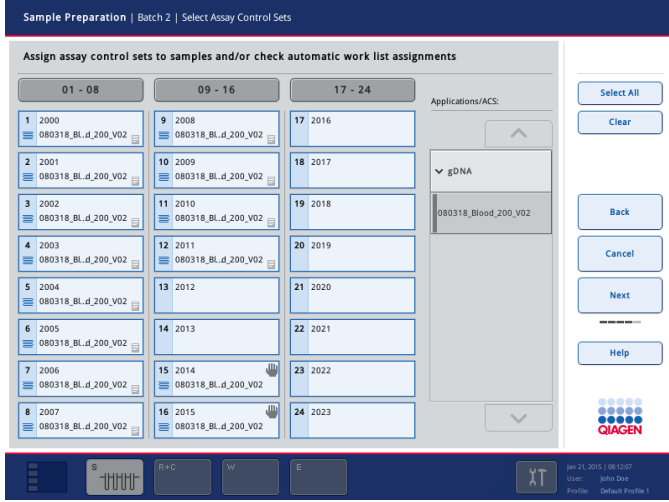 Sample Preparation | Batch 2 | Select Assay Control Sets
Assign assay control sets to samples and/or check automatic work list assignments
01 - 08
09 - 16
17 - 24
Applications/ACS:
1 2000
080318_Bl..d_200_V02
2 2001
080318_Bl..d_200_V02
3 2002
080318_Bl..d_200_V02
4 2003
080318_Bl..d_200_V02
5 2004
080318_Bl..d_200_V02
6 2005
080318_Bl..d_200_V02
7 2006
080318_Bl..d_200_V02
8 2007
080318_Bl..d_200_V02
9 2008
080318_Bl..d_200_V02
10 2009
080318_Bl..d_200_V02
11 2010
080318_Bl..d_200_V02
12 2011
080318_Bl..d_200_V02
13 2012
14 2013
15 2014
080318_Bl..d_200_V02
16 2015
080318_Bl..d_200_V02
17 2016
18 2017
19 2018
20 2019
21 2020
22 2021
23 2022
24 2023
gDNA
080318_Blood_200_V02
Select All
Clear
Back
Cancel
Next
Help
QIAGEN
S
R+C
W
E
Jan 21, 2015 | 08:12:07
User: John Doe
Profile: Default Profile 1